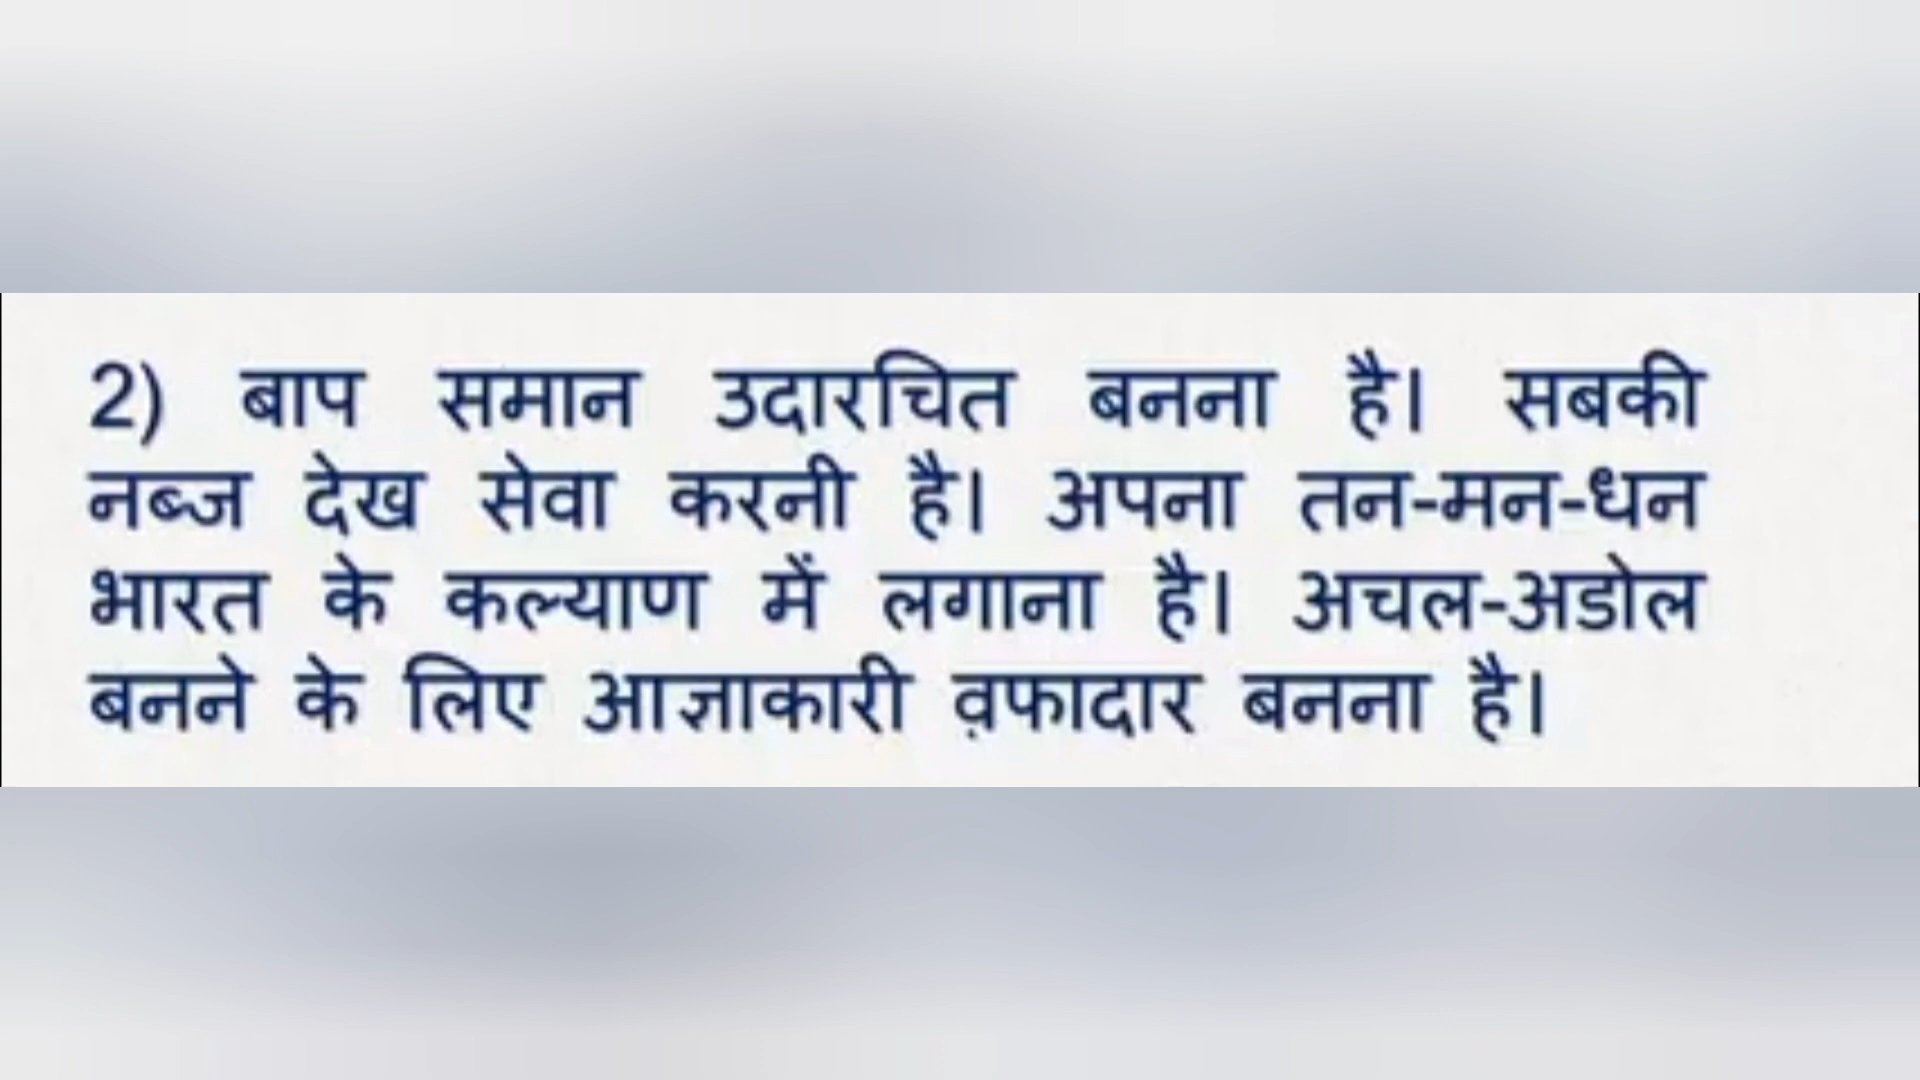 2) बाप समान उदारचित बनना है। सबकी
नब्ज देख सेवा करनी है। अपना तन-मन-धन
भारत के कल्याण में लगाना है। अचल-अडोल
बनने के लिए आज्ञाकारी व़फादार बनना है।